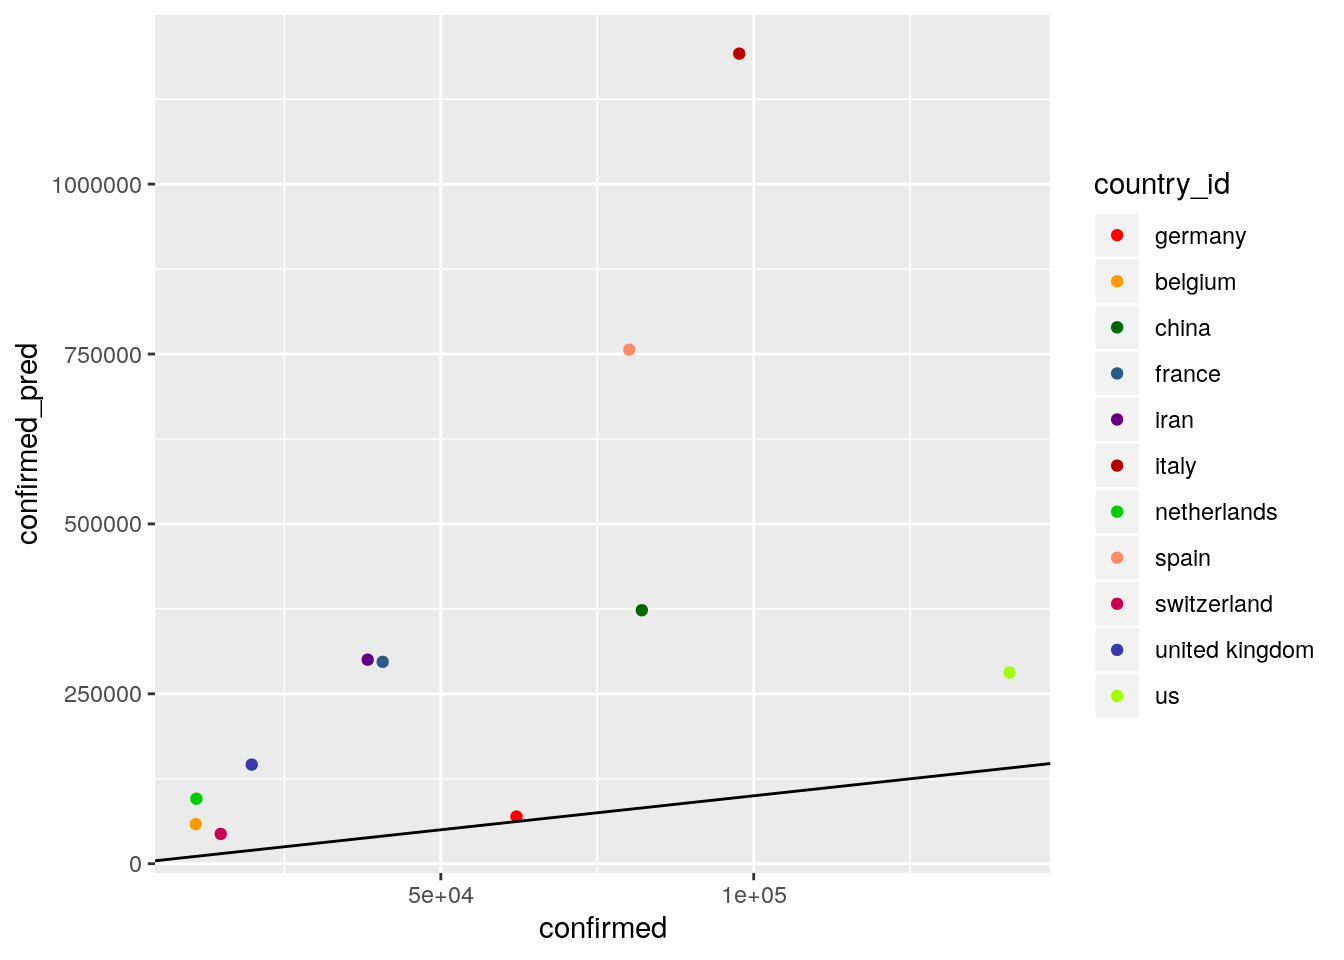 confirmed_pred
1000000
750000
500000
250000
0
5e+04
1e+05
confirmed
country_id
germany
belgium
china
france
iran
italy
netherlands
spain
switzerland
united kingdom
us